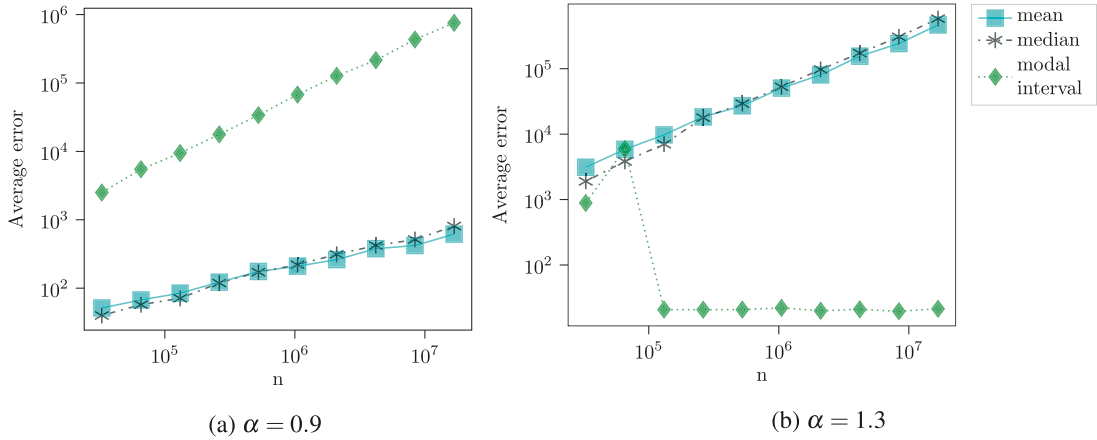 10^6
10^5
10^4
10^3
10^2
Average error
10^5
10^6
10^7
n
(a) α = 0.9
10^5
10^4
10^3
10^2
Average error
10^5
10^6
10^7
n
(b) α = 1.3
mean
median
modal
interval